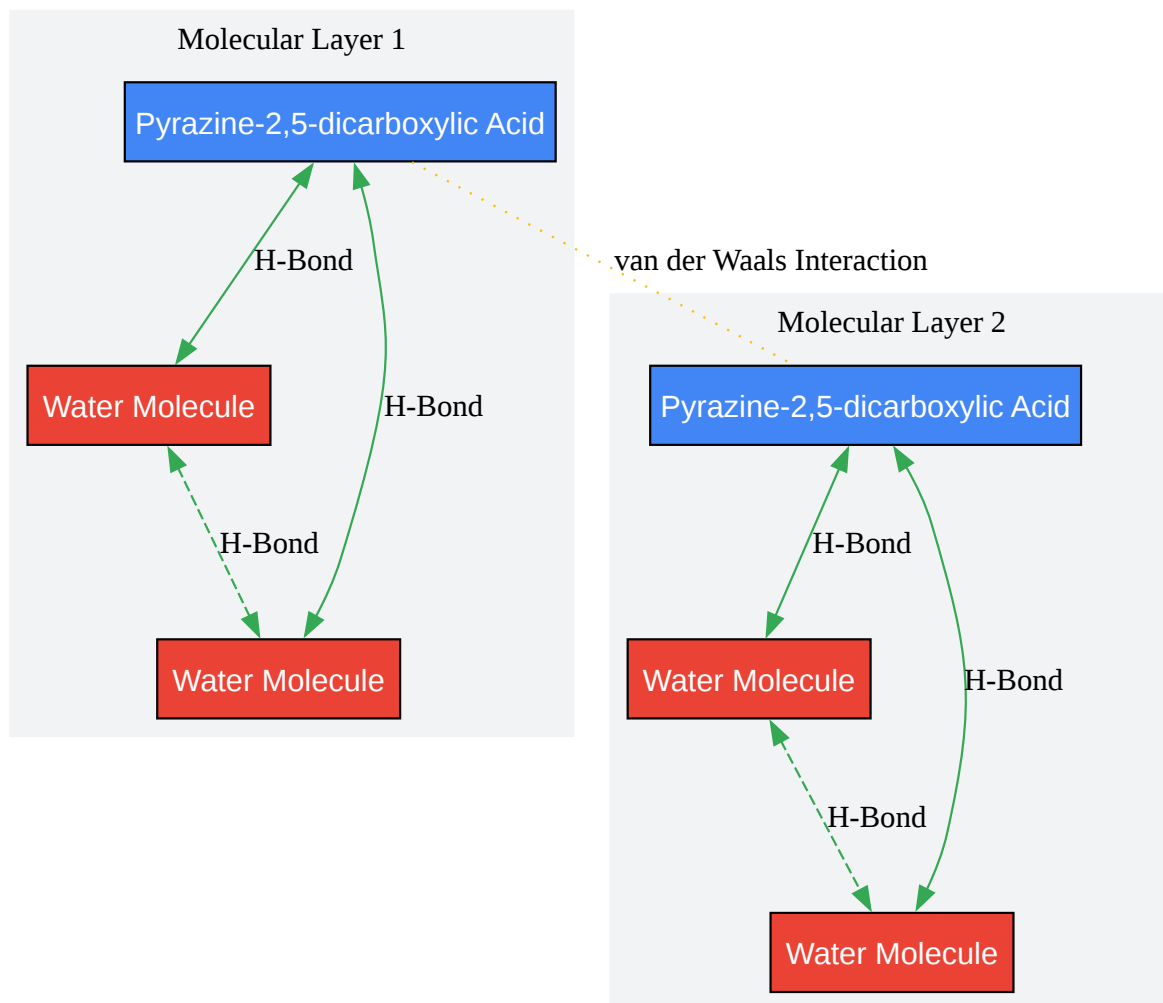 Molecular Layer 1
Pyrazine-2,5-dicarboxylic Acid
H-Bond
van der Waals Interaction
Molecular Layer 2
Water Molecule
H-Bond
Pyrazine-2,5-dicarboxylic Acid
H-Bond
H-Bond
Water Molecule
Water Molecule
H-Bond
H-Bond
Water Molecule